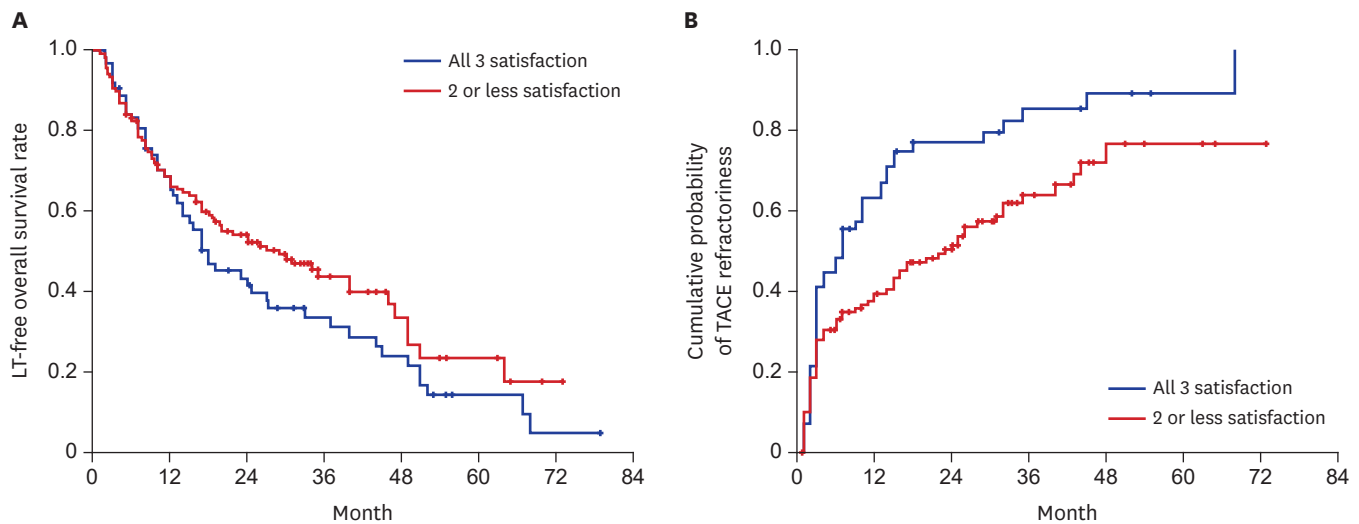 A
LT-free overall survival rate
1.0
0.8
0.6
0.4
0.2
0
0 12 24 36 48 60 72 84
Month
All 3 satisfaction
2 or less satisfaction
B
Cumulative probability
of TACE refractoriness
1.0
0.8
0.6
0.4
0.2
0
0 12 24 36 48 60 72 84
Month
All 3 satisfaction
2 or less satisfaction